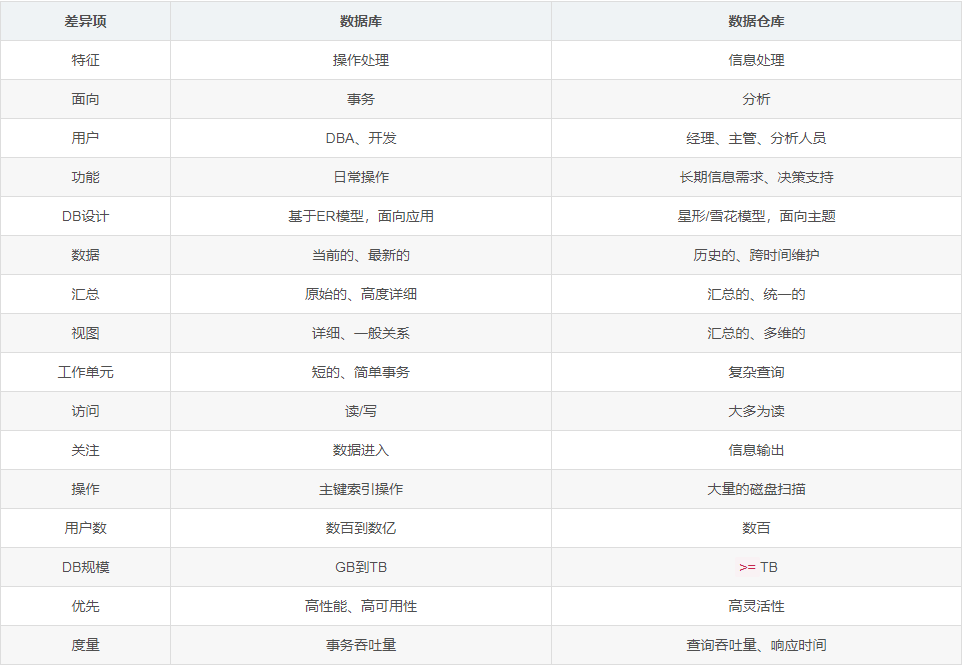 差异项 数据库 数据仓库
特征 操作处理 信息处理
面向 事务 分析
用户 DBA、开发 经理、主管、分析人员
功能 日常操作 长期信息需求、决策支持
DB设计 基于ER模型，面向应用 星形/雪花模型，面向主题
数据 当前的、最新的 历史的、跨时间维护
汇总 原始的、高度详细 汇总的、统一的
视图 详细、一般关系 汇总的、多维的
工作单元 短的、简单事务 复杂查询
访问 读/写 大多为读
关注 数据进入 信息输出
操作 主键索引操作 大量的磁盘扫描
用户数 数百到数亿 数百
DB规模 GB到TB >= TB
优先 高性能、高可用性 高灵活性
度量 事务吞吐量 查询吞吐量、响应时间